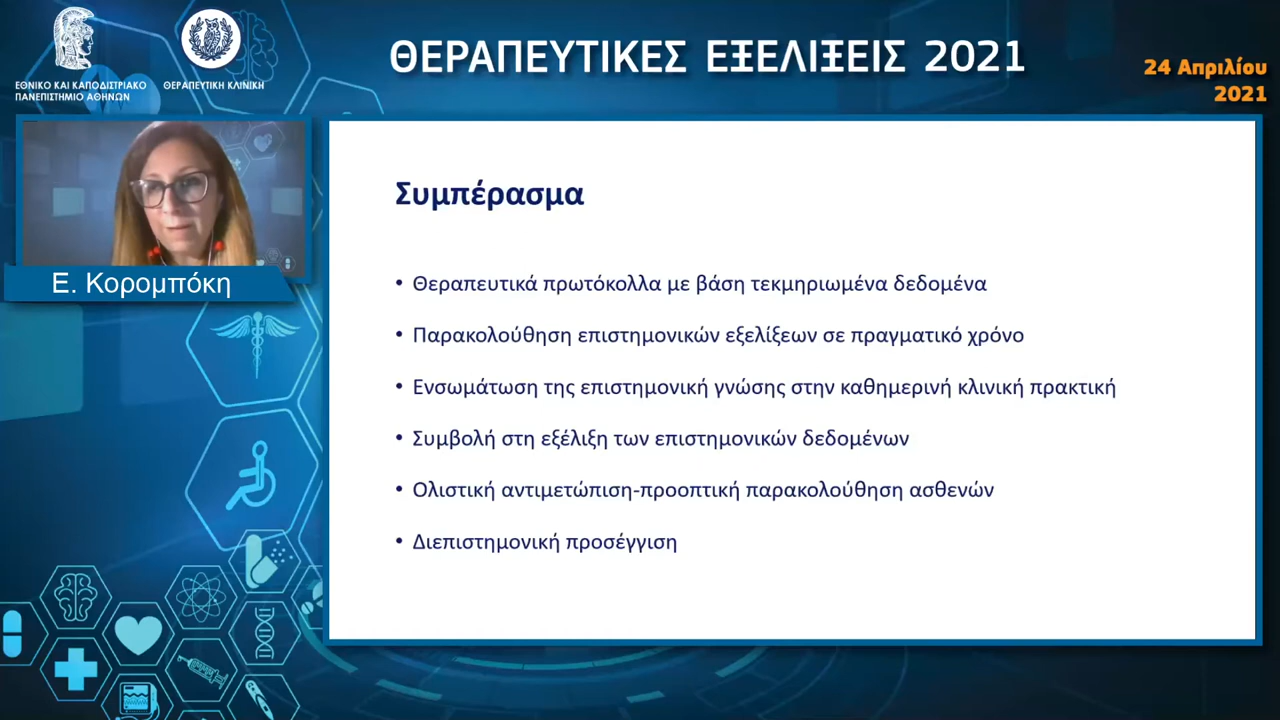 ΕΘΝΙΚΟ ΚΑΙ ΚΑΠΟΔΙΣΤΡΙΑΚΟ
ΠΑΝΕΠΙΣΤΗΜΙΟ ΑΘΗΝΩΝ
ΘΕΡΑΠΕΥΤΙΚΗ ΚΛΙΝΙΚΗ
ΘΕΡΑΠΕΥΤΙΚΕΣ ΕΞΕΛΙΞΕΙΣ 2021
24 Απριλίου
2021
Ε. Κορομπόκη
Συμπέρασμα
• Θεραπευτικά πρωτόκολλα με βάση τεκμηριωμένα δεδομένα
• Παρακολούθηση επιστημονικών εξελίξεων σε πραγματικό χρόνο
• Ενσωμάτωση της επιστημονική γνώσης στην καθημερινή κλινική πρακτική
• Συμβολή στη εξέλιξη των επιστημονικών δεδομένων
• Ολιστική αντιμετώπιση-προοπτική παρακολούθηση ασθενών
• Διεπιστημονική προσέγγιση